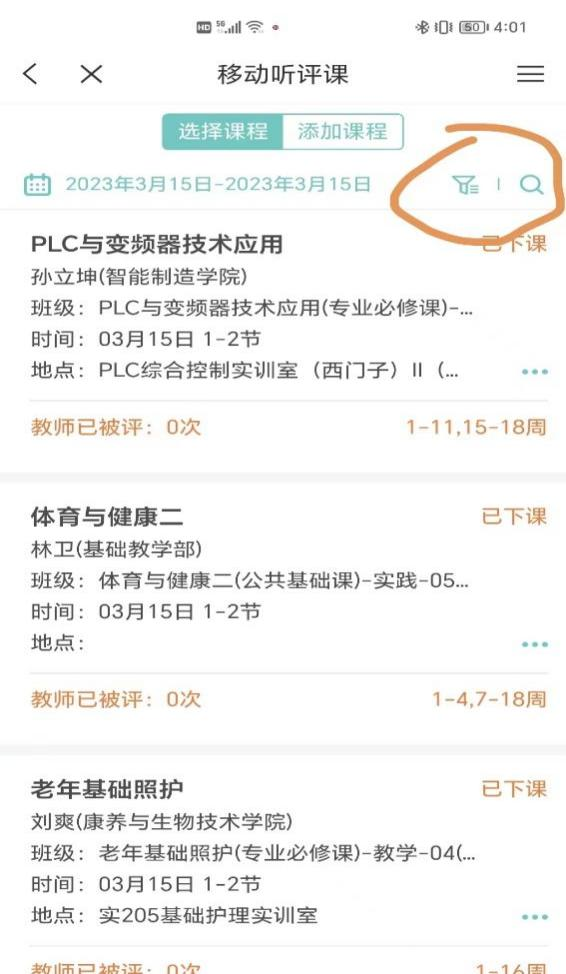 HD 5G 50 4:01
移动听评课
选择课程 添加课程
2023年3月15日-2023年3月15日
PLC与变频器技术应用 已下课
孙立坤(智能制造学院)
班级：PLC与变频器技术应用(专业必修课)-...
时间：03月15日 1-2节
地点：PLC综合控制实训室（西门子）II（...
教师已被评：0次 1-11,15-18周
体育与健康二 已下课
林卫(基础教学部)
班级：体育与健康二(公共基础课)-实践-05...
时间：03月15日 1-2节
地点：
教师已被评：0次 1-4,7-18周
老年基础照护 已下课
刘爽(康养与生物技术学院)
班级：老年基础照护(专业必修课)-教学-04(...
时间：03月15日 1-2节
地点：实205基础护理实训室
教师已被评：0次 1-16周